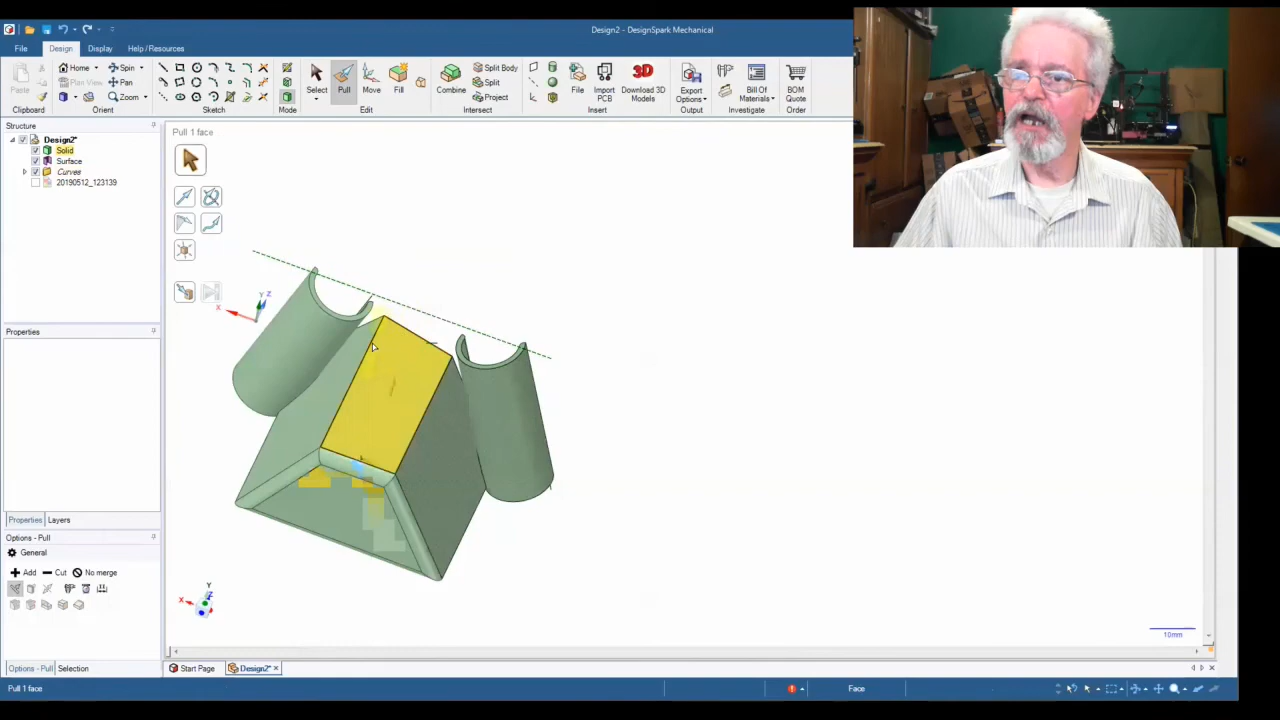 Design2 - DesignSpark Mechanical
File Design Display Help / Resources
Paste
Clipboard
Home Spin
Plan View Pan
Zoom
Orient
Sketch
Mode
Select Pull Move Fill
Edit
Combine
Split Body
Split
Project
Intersect
File Import PCB
3D
Download 3D Models
Insert
Export Options
Output
Bill Of Materials
Investigate
BOM Quote
Order
Structure
Design2*
Solid
Surface
Curves
20190512_123139
Properties
Properties Layers
Options - Pull
General
Add Cut No merge
Options - Pull Selection
Pull 1 face
X
Y
Z
X
Y
Z
10mm
Start Page Design2*
Pull 1 face
Face